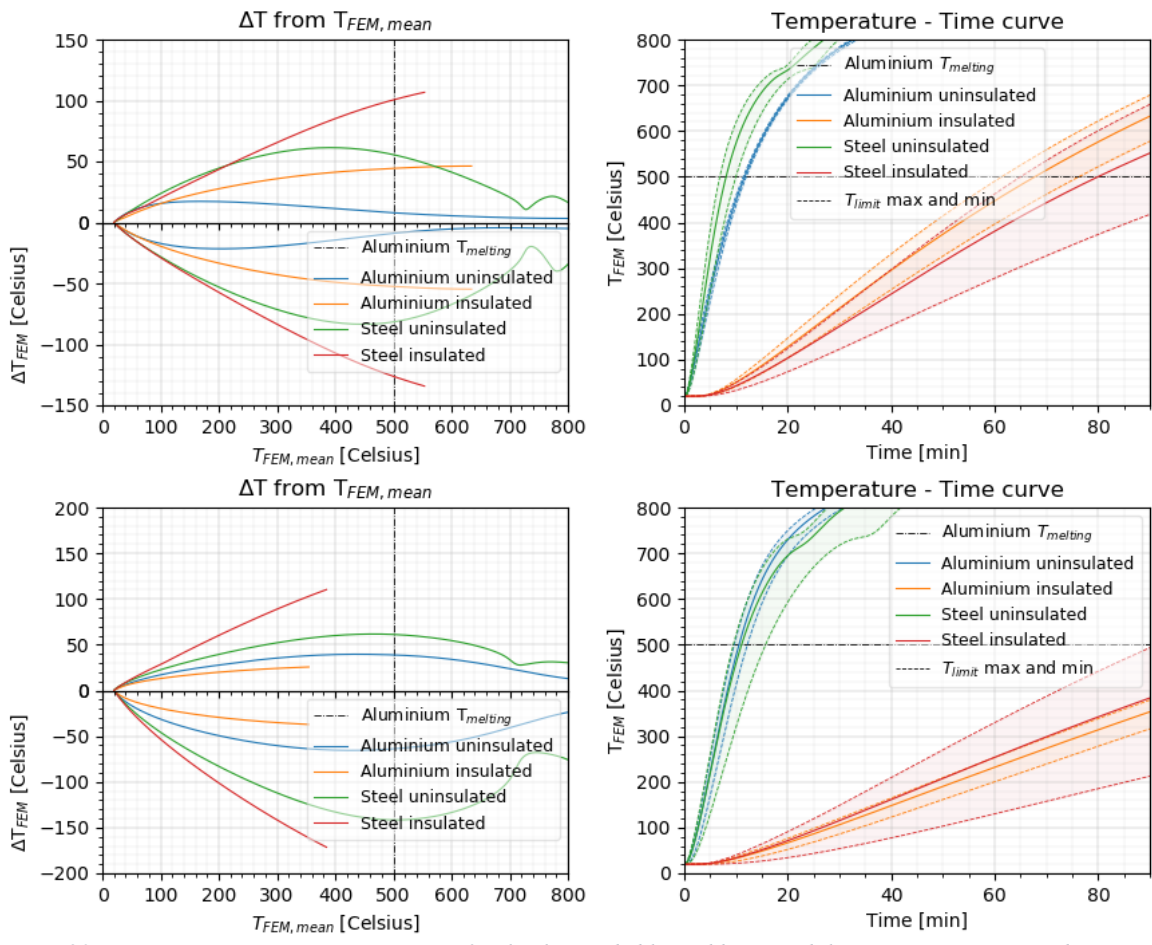 ΔT from T_FEM, mean
150
100
50
0
ΔT_FEM [Celsius]
0
−50
−100
−150
Aluminium T_melting
Aluminium uninsulated
Aluminium insulated
Steel uninsulated
Steel insulated
0 100 200 300 400 500 600 700 800
T_FEM, mean [Celsius]
Temperature - Time curve
800
700
600
500
400
300
200
100
0
T_FEM [Celsius]
Aluminium T_melting
Aluminium uninsulated
Aluminium insulated
Steel uninsulated
Steel insulated
T_limit max and min
0 20 40 60 80
Time [min]
ΔT from T_FEM, mean
200
150
100
50
0
ΔT_FEM [Celsius]
−50
−100
−150
−200
Aluminium T_melting
Aluminium uninsulated
Aluminium insulated
Steel uninsulated
Steel insulated
0 100 200 300 400 500 600 700 800
T_FEM, mean [Celsius]
Temperature - Time curve
800
700
600
500
400
300
200
100
0
T_FEM [Celsius]
Aluminium T_melting
Aluminium uninsulated
Aluminium insulated
Steel uninsulated
Steel insulated
T_limit max and min
0 20 40 60 80
Time [min]